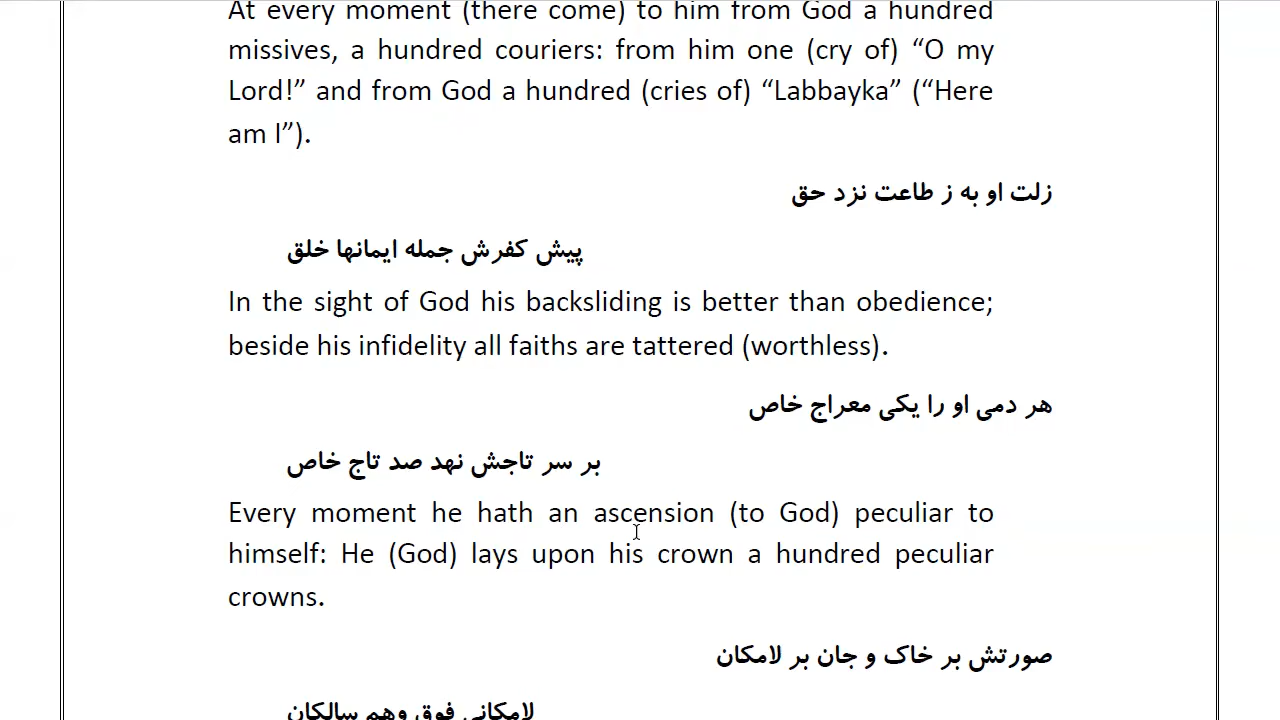 At every moment (there come) to him from God a hundred
missives, a hundred couriers: from him one (cry of) “O my
Lord!” and from God a hundred (cries of) “Labbayka” (“Here
am I”).
زلت او به ز طاعت نزد حق
پیش کفرش جمله ایمانها خلق
In the sight of God his backsliding is better than obedience;
beside his infidelity all faiths are tattered (worthless).
هر دمی او را یکی معراج خاص
بر سر تاجش نهد صد تاج خاص
Every moment he hath an ascension (to God) peculiar to
himself: He (God) lays upon his crown a hundred peculiar
crowns.
صورتش بر خاک و جان بر لامکان
لامکانی فوق وهم سالکان